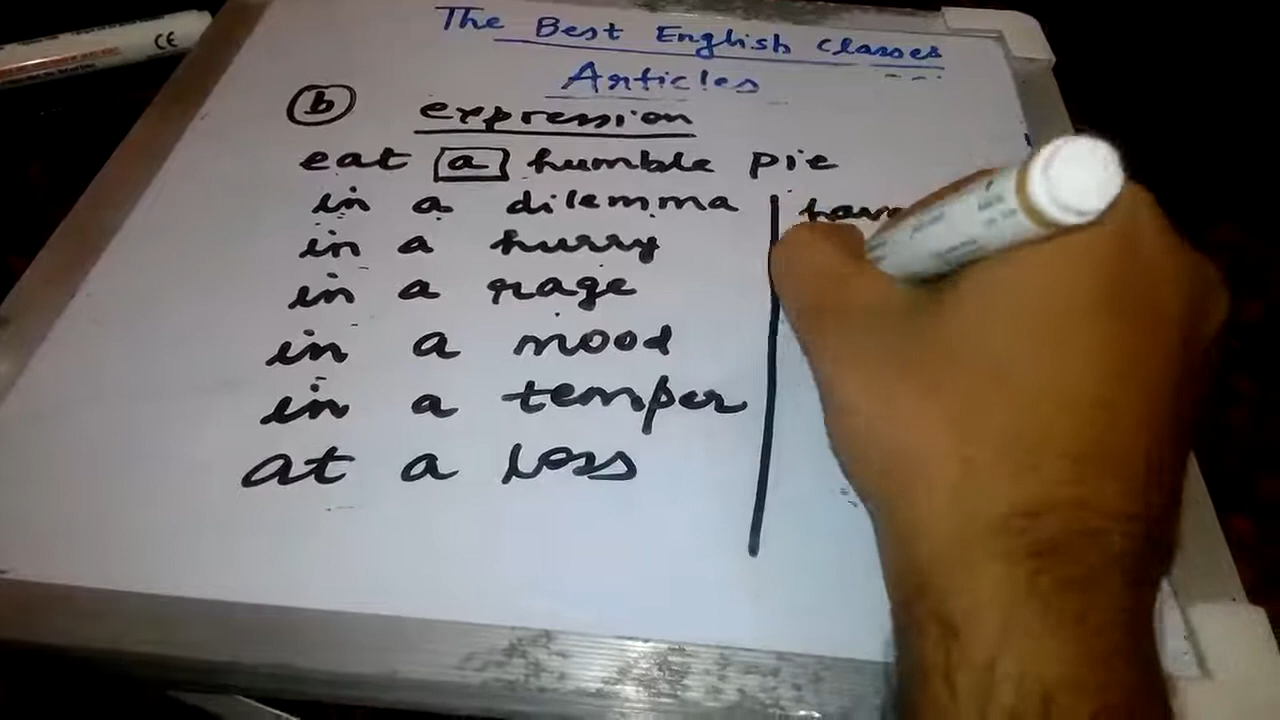 The Best English Classes
Articles
b expression
eat a humble pie
in a dilemma
in a hurry
in a rage
in a mood
in a temper
at a loss
CE